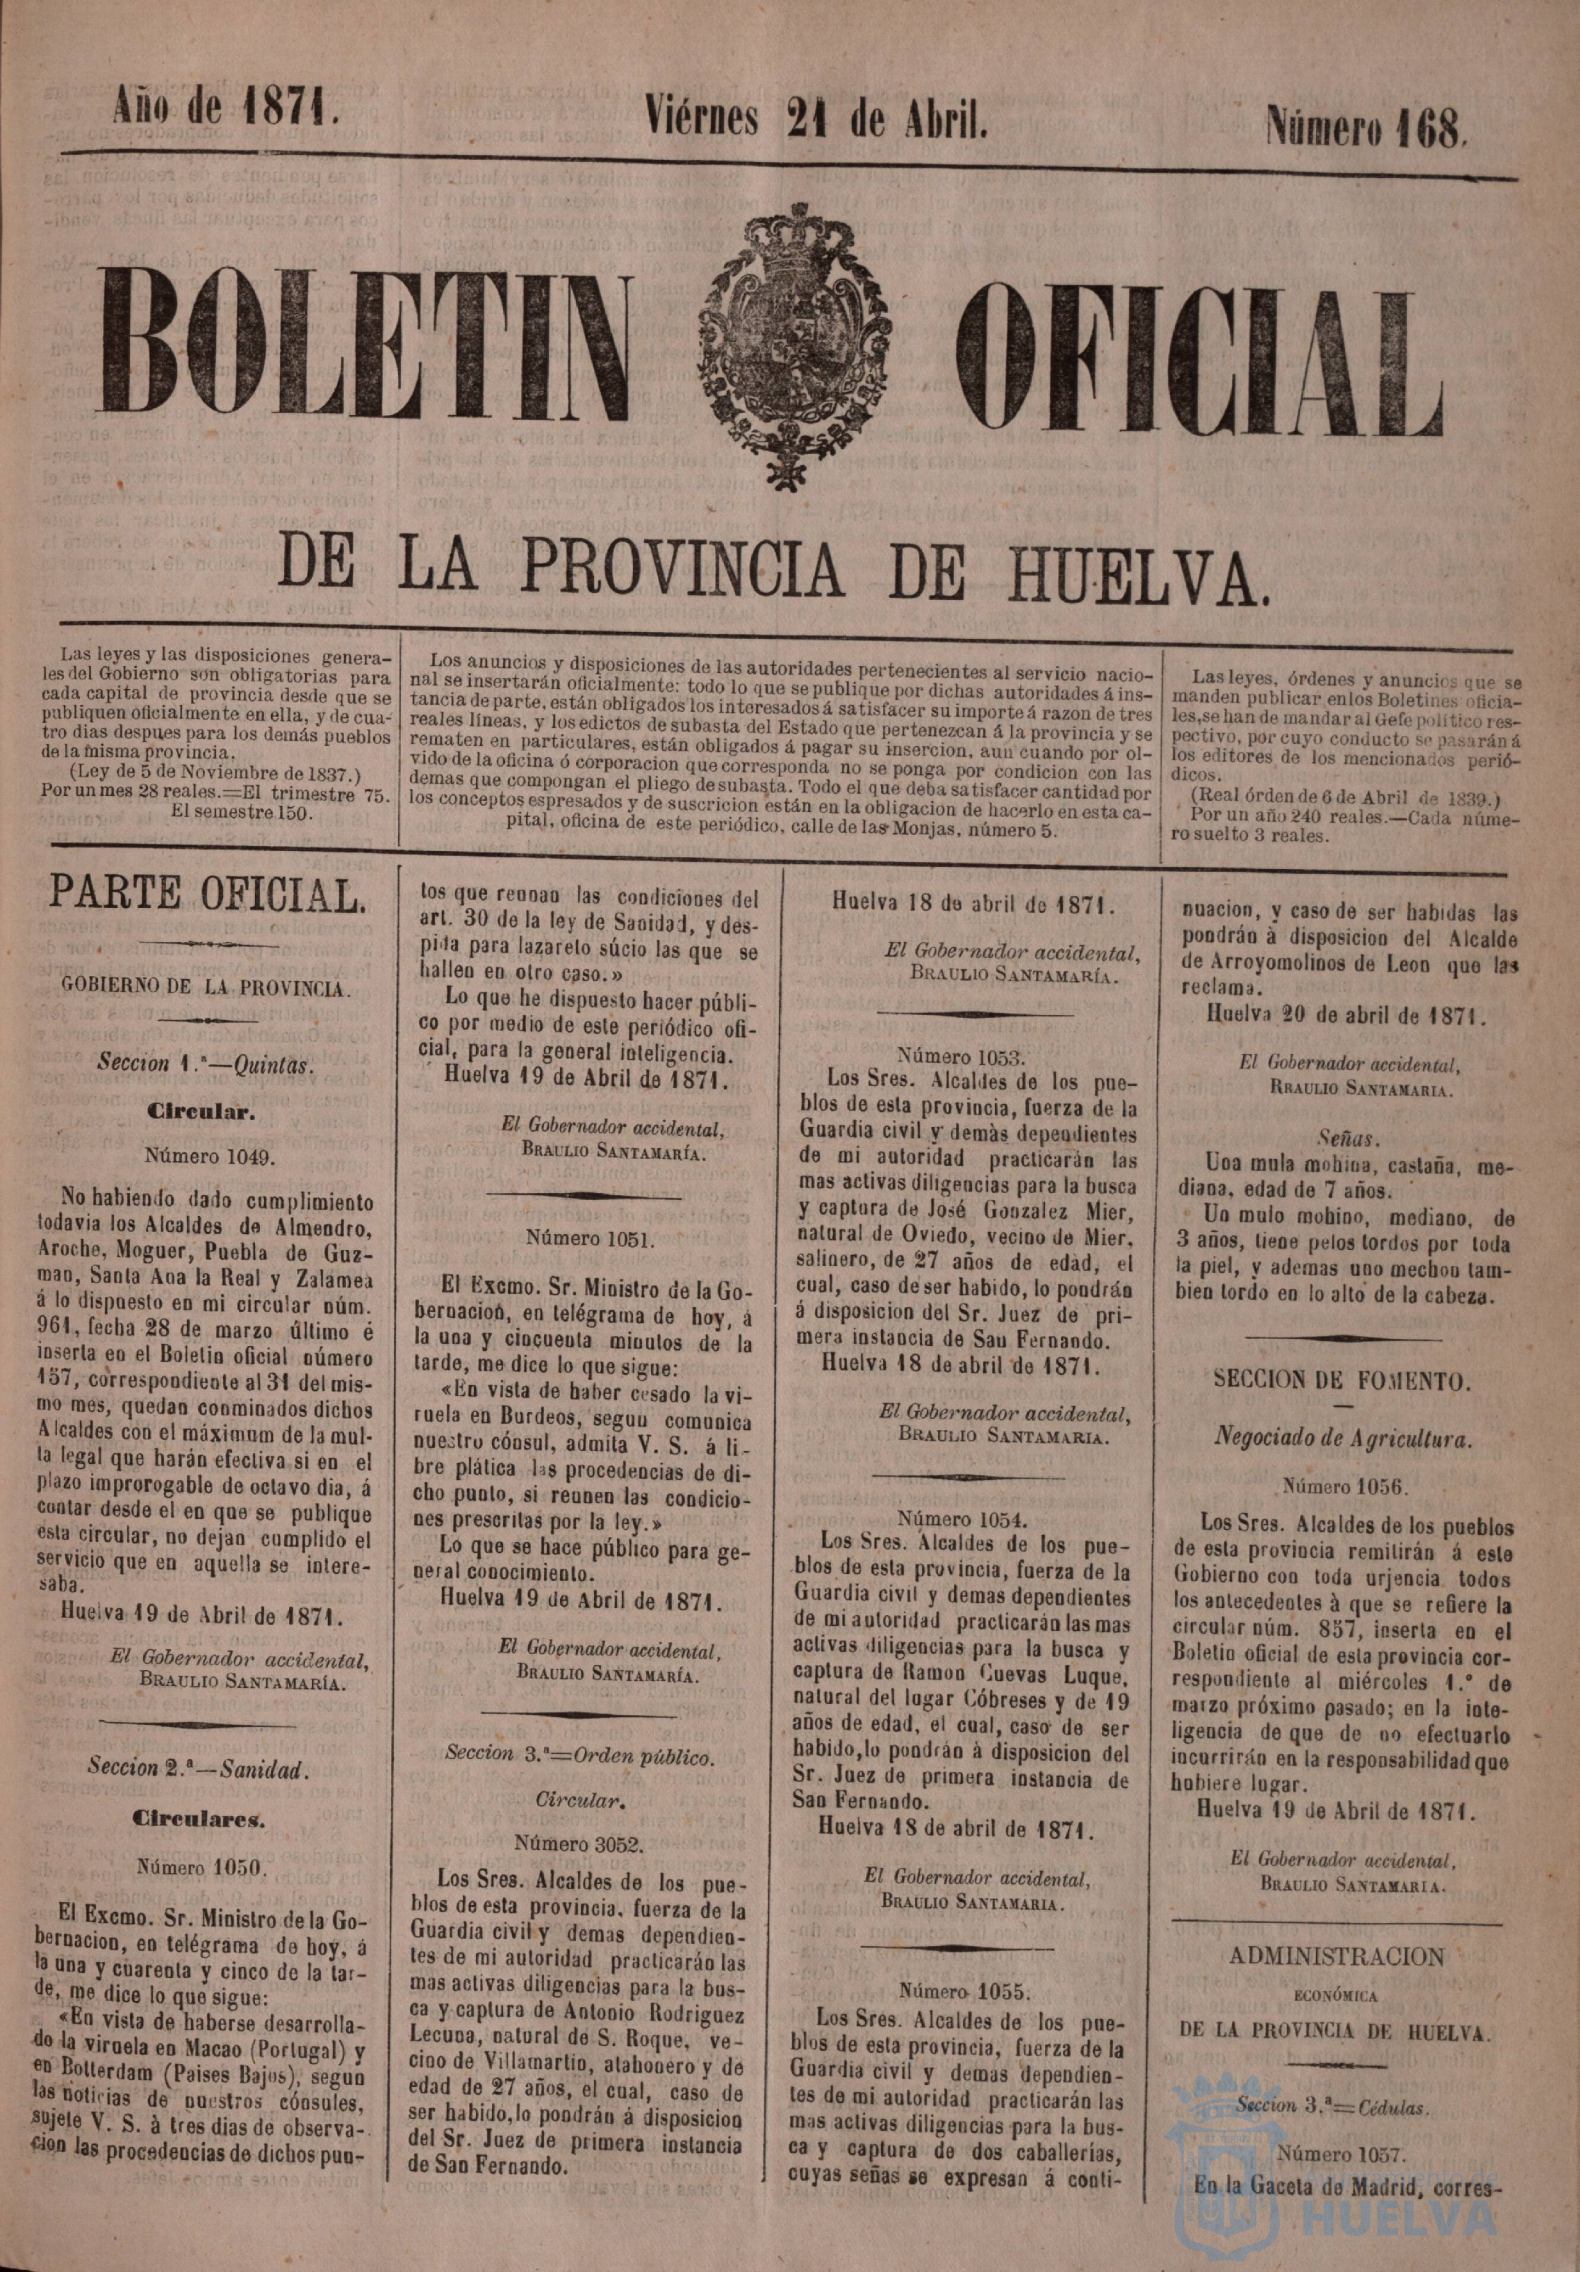 Año de 1871.
Viérnes 21 de Abril.
Número 168.
BOLETIN OFICIAL
DE LA PROVINCIA DE HUELVA.
Las leyes y las disposiciones genera-
les del Gobierno son obligatorias para
cada capital de provincia desde que se
publiquen oficialmente en ella, y de cua-
tro dias despues para los demás pueblos
de la misma provincia.
(Ley de 5 de Noviembre de 1837.)
Por un mes 28 reales.=El trimestre 75.
El semestre 150.
Los anuncios y disposiciones de las autoridades pertenecientes al servicio nacio-
nal se insertarán oficialmente: todo lo que se publique por dichas autoridades á ins-
tancia de parte, están obligados los interesados á satisfacer su importe á razon de tres
reales líneas, y los edictos de subasta del Estado que pertenezcan á la provincia y se
rematen en particulares, están obligados á pagar su insercion, aun cuando por ol-
vido de la oficina ó corporacion que corresponda no se ponga por condicion con las
demas que compongan el pliego de subasta. Todo el que deba satisfacer cantidad por
los conceptos espresados y de suscricion están en la obligacion de hacerlo en esta ca-
pital, oficina de este periódico, calle de las Monjas, número 5.
Las leyes, órdenes y anuncios que se
manden publicar en los Boletines oficia-
les, se han de mandar al Gefe político res-
pectivo, por cuyo conducto se pasarán á
los editores de los mencionados perió-
dicos.
(Real órden de 6 de Abril de 1839.)
Por un año 240 reales.—Cada núme-
ro suelto 3 reales.
PARTE OFICIAL.
GOBIERNO DE LA PROVINCIA.
Seccion 1.ª—Quintas.
Circular.
Número 1049.
No habiendo dado cumplimiento
todavia los Alcaldes de Almendro,
Aroche, Moguer, Puebla de Guz-
man, Santa Ana la Real y Zalamea
á lo dispuesto en mi circular núm.
961, fecha 28 de marzo último é
inserta en el Boletin oficial número
157, correspondiente al 31 del mis-
mo mes, quedan conminados dichos
Alcaldes con el máximum de la mul-
ta legal que harán efectiva si en el
plazo improrogable de octavo dia, á
contar desde el en que se publique
esta circular, no dejan cumplido el
servicio que en aquella se intere-
saba.
Huelva 19 de Abril de 1871.
El Gobernador accidental,
BRAULIO SANTAMARÍA.
Seccion 2.ª—Sanidad.
Circulares.
Número 1050.
El Excmo. Sr. Ministro de la Go-
bernacion, en telégrama de hoy, á
la una y cuarenta y cinco de la tar-
de, me dice lo que sigue:
«En vista de haberse desarrolla-
do la viruela en Macao (Portugal) y
en Botterdam (Paises Bajos), segun
las noticias de nuestros cónsules,
sujete V. S. à tres dias de observa-
cion las procedencias de dichos pun-
tos que reunan las condiciones del
art. 30 de la ley de Sanidad, y des-
pida para lazareto súcio las que se
hallen en otro caso.»
Lo que he dispuesto hacer públi-
co por medio de este periódico ofi-
cial, para la general inteligencia.
Huelva 19 de Abril de 1871.
El Gobernador accidental,
BRAULIO SANTAMARÍA.
Número 1051.
El Excmo. Sr. Ministro de la Go-
bernacion, en telégrama de hoy, à
la una y cincuenta minutos de la
tarde, me dice lo que sigue:
«En vista de haber cesado la vi-
ruela en Burdeos, segun comunica
nuestro cónsul, admita V. S. á li-
bre plática las procedencias de di-
cho punto, si reunen las condicio-
nes prescritas por la ley.»
Lo que se hace público para ge-
neral conocimiento.
Huelva 19 de Abril de 1871.
El Gobernador accidental,
BRAULIO SANTAMARÍA.
Seccion 3.ª=Orden público.
Circular.
Número 3052.
Los Sres. Alcaldes de los pue-
blos de esta provincia, fuerza de la
Guardia civil y demas dependien-
tes de mi autoridad practicarán las
mas activas diligencias para la bus-
ca y captura de Antonio Rodriguez
Lecuna, natural de S. Roque, ve-
cino de Villamartin, atahonero y de
edad de 27 años, el cual, caso de
ser habido, lo pondrán á disposicion
del Sr. Juez de primera instancia
de San Fernando.
Huelva 18 de abril de 1871.
El Gobernador accidental,
BRAULIO SANTAMARÍA.
Número 1053.
Los Sres. Alcaldes de los pue-
blos de esta provincia, fuerza de la
Guardia civil y demàs dependientes
de mi autoridad practicarán las
mas activas diligencias para la busca
y captura de José Gonzalez Mier,
natural de Oviedo, vecino de Mier,
salinero, de 27 años de edad, el
cual, caso de ser habido, lo pondrán
á disposicion del Sr. Juez de pri-
mera instancia de San Fernando.
Huelva 18 de abril de 1871.
El Gobernador accidental,
BRAULIO SANTAMARIA.
Número 1054.
Los Sres. Alcaldes de los pue-
blos de esta provincia, fuerza de la
Guardia civil y demas dependientes
de mi autoridad practicarán las mas
activas diligencias para la busca y
captura de Ramon Cuevas Luque,
natural del lugar Cóbreses y de 19
años de edad, el cual, caso de ser
habido, lo pondrán à disposicion del
Sr. Juez de primera instancia de
San Fernando.
Huelva 18 de abril de 1871.
El Gobernador accidental,
BRAULIO SANTAMARIA.
Número 1055.
Los Sres. Alcaldes de los pue-
blos de esta provincia, fuerza de la
Guardia civil y demas dependien-
tes de mi autoridad practicarán las
mas activas diligencias para la bus-
ca y captura de dos caballerías,
cuyas señas se expresan á conti-
nuacion, y caso de ser habidas las
pondrán à disposicion del Alcalde
de Arroyomolinos de Leon que las
reclama.
Huelva 20 de abril de 1871.
El Gobernador accidental,
RRAULIO SANTAMARIA.
Señas.
Una mula mohina, castaña, me-
diana, edad de 7 años.
Un mulo mohino, mediano, de
3 años, tiene pelos tordos por toda
la piel, y ademas uno mechon tam-
bien tordo en lo alto de la cabeza.
SECCION DE FOMENTO.
Negociado de Agricultura.
Número 1056.
Los Sres. Alcaldes de los pueblos
de esta provincia remitirán á este
Gobierno con toda urjencia todos
los antecedentes à que se refiere la
circular núm. 857, inserta en el
Boletin oficial de esta provincia cor-
respondiente al miércoles 1.° de
marzo próximo pasado; en la inte-
ligencia de que de no efectuarlo
incurrirán en la responsabilidad que
hubiere lugar.
Huelva 19 de Abril de 1871.
El Gobernador accidental,
BRAULIO SANTAMARIA.
ADMINISTRACION
ECONÓMICA
DE LA PROVINCIA DE HUELVA.
Seccion 3.ª=Cédulas.
Número 1057.
En la Gaceta de Madrid, corres-
HUELVA